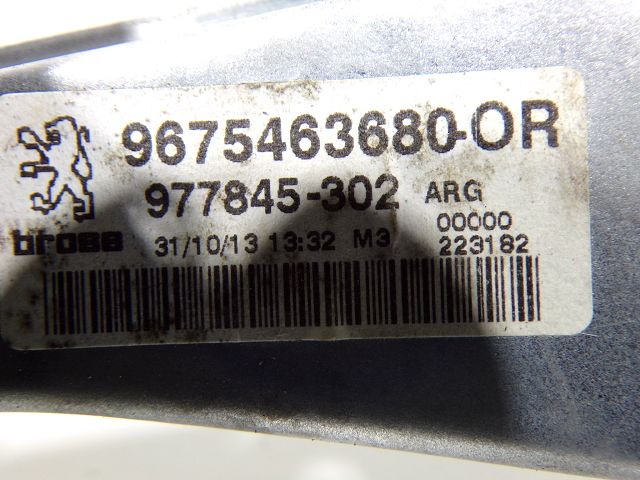 9675463680-OR
977845-302 ARG
00000
brose 31/10/13 13:32 M3 223182